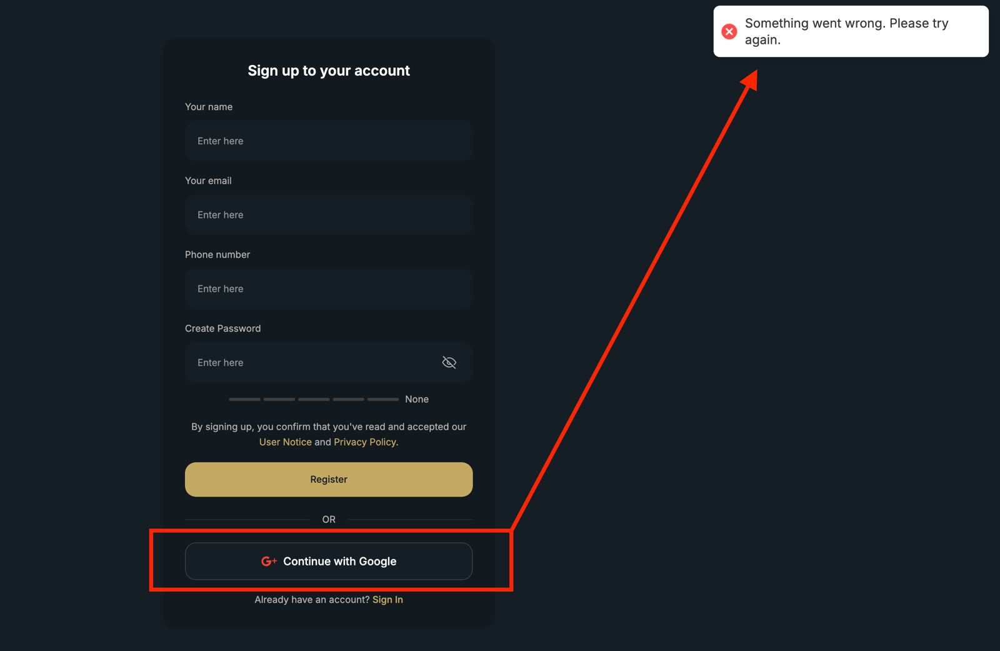 Something went wrong. Please try
again.
Sign up to your account
Your name
Enter here
Your email
Enter here
Phone number
Enter here
Create Password
Enter here
None
By signing up, you confirm that you've read and accepted our
User Notice and Privacy Policy.
Register
OR
G+ Continue with Google
Already have an account? Sign In